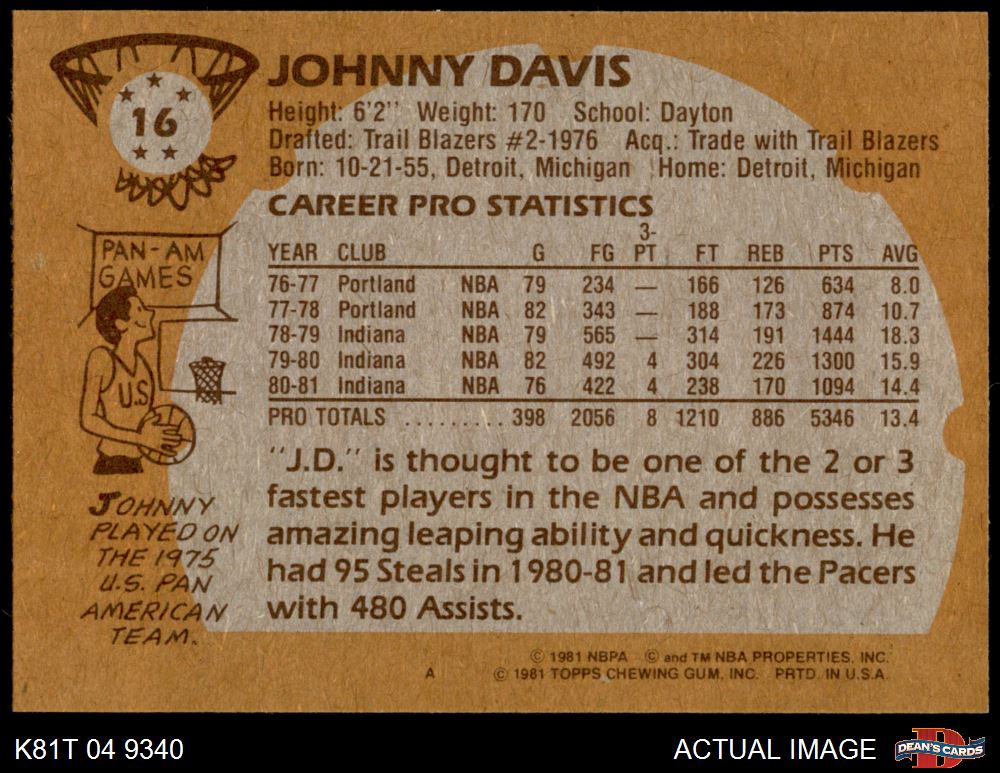 16
JOHNNY DAVIS
Height: 6'2" Weight: 170 School: Dayton
Drafted: Trail Blazers #2-1976 Acq.: Trade with Trail Blazers
Born: 10-21-55, Detroit, Michigan Home: Detroit, Michigan
CAREER PRO STATISTICS
YEAR CLUB G FG 3-PT FT REB PTS AVG
76-77 Portland NBA 79 234 — 166 126 634 8.0
77-78 Portland NBA 82 343 — 188 173 874 10.7
78-79 Indiana NBA 79 565 — 314 191 1444 18.3
79-80 Indiana NBA 82 492 4 304 226 1300 15.9
80-81 Indiana NBA 76 422 4 238 170 1094 14.4
PRO TOTALS .......... 398 2056 8 1210 886 5346 13.4
"J.D." is thought to be one of the 2 or 3
fastest players in the NBA and possesses
amazing leaping ability and quickness. He
had 95 Steals in 1980-81 and led the Pacers
with 480 Assists.
PAN-AM
GAMES
U.S.
JOHNNY
PLAYED ON
THE 1975
U.S. PAN
AMERICAN
TEAM.
© 1981 NBPA © and TM NBA PROPERTIES, INC.
A © 1981 TOPPS CHEWING GUM, INC. PRTD. IN U.S.A.
K81T 04 9340
ACTUAL IMAGE
D
DEAN'S CARDS